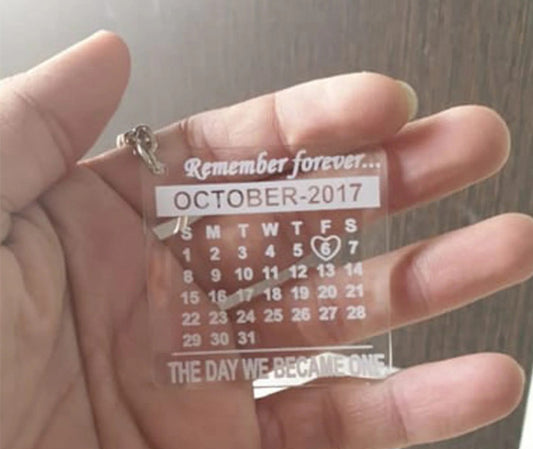 Remember forever...
OCTOBER-2017
S M T W T F S
1 2 3 4 5 6 7
8 9 10 11 12 13 14
15 16 17 18 19 20 21
22 23 24 25 26 27 28
29 30 31
THE DAY WE BECAME ONE